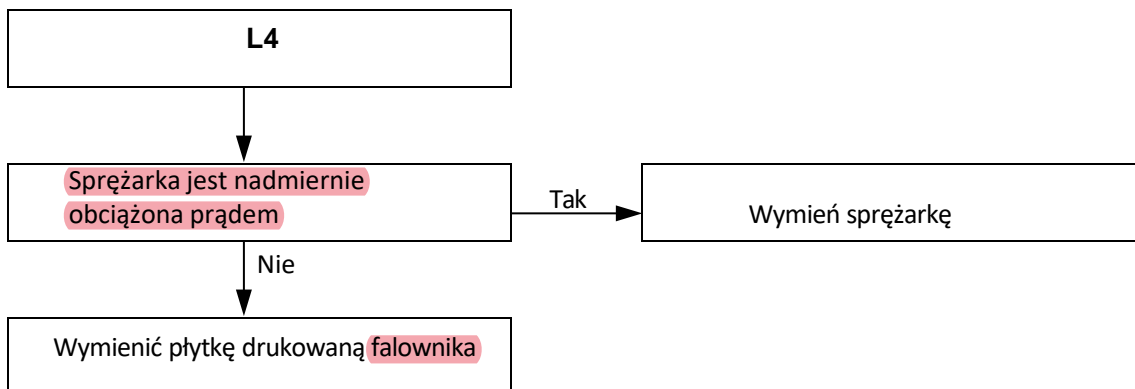 L4
Sprężarka jest nadmiernie
obciążona prądem
Tak
Wymień sprężarkę
Nie
Wymienić płytkę drukowaną falownika